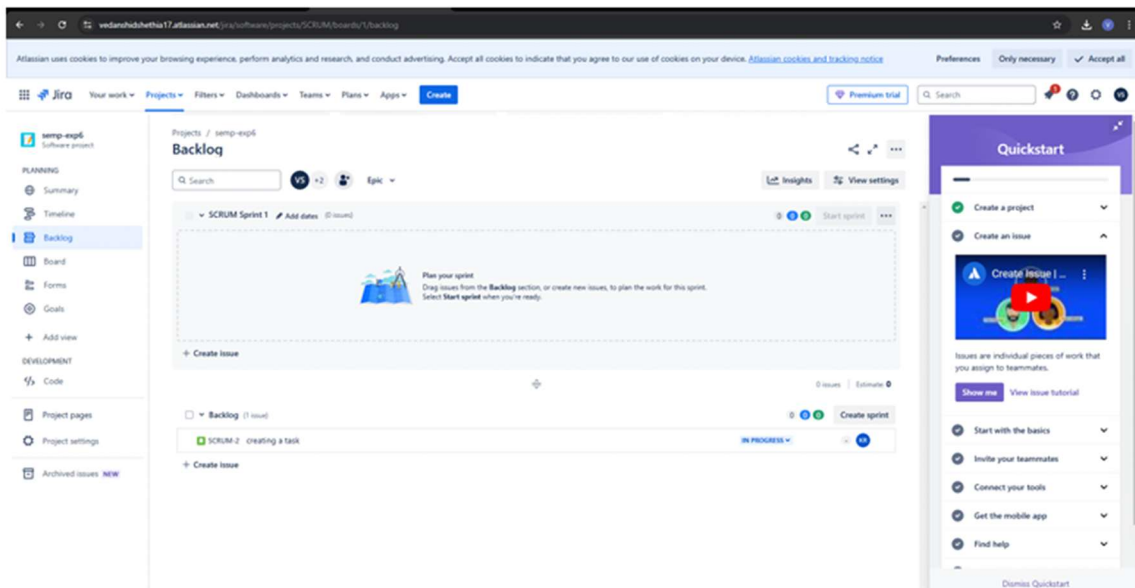 vedanshidshethia17.atlassian.net/jira/software/projects/SCRUM/boards/1/backlog
Atlassian uses cookies to improve your browsing experience, perform analytics and research, and conduct advertising. Accept all cookies to indicate that you agree to our use of cookies on your device. Atlassian cookies and tracking notice
Preferences Only necessary Accept all
Jira Your work Projects Filters Dashboards Teams Plans Apps Create Premium trial Search VS
semp-exp6
Software project
PLANNING
Summary
Timeline
Backlog
Board
Forms
Goals
Add view
DEVELOPMENT
Code
Project pages
Project settings
Archived issues NEW
Projects / semp-exp6
Backlog
Search VS +2 Epic Insights View settings
SCRUM Sprint 1 Add dates (0 issues) 0 0 0 Start sprint
Plan your sprint
Drag issues from the Backlog section, or create new issues, to plan the work for this sprint.
Select Start sprint when you're ready.
+ Create issue
0 issues Estimate 0
Backlog (1 issue) 0 0 0 Create sprint
SCRUM-2 creating a task IN PROGRESS - KR
+ Create issue
Quickstart
Create a project
Create an issue
Create Issue | ...
Issues are individual pieces of work that
you assign to teammates.
Show me View issue tutorial
Start with the basics
Invite your teammates
Connect your tools
Get the mobile app
Find help
Dismiss Quickstart